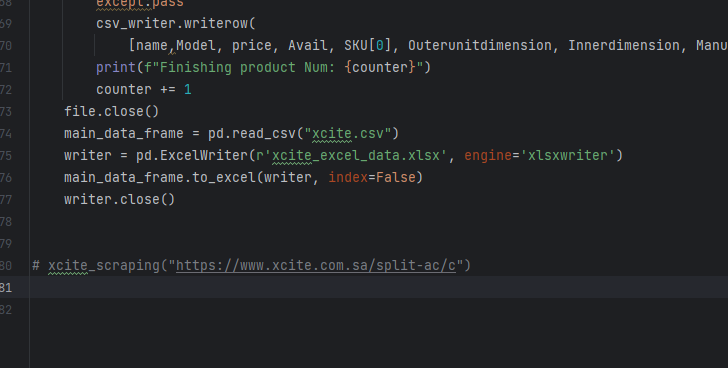 68 except:pass
69 csv_writer.writerow(
70 [name,Model, price, Avail, SKU[0], Outerunitdimension, Innerdimension, Manu
71 print(f"Finishing product Num: {counter}")
72 counter += 1
73 file.close()
74 main_data_frame = pd.read_csv("xcite.csv")
75 writer = pd.ExcelWriter(r'xcite_excel_data.xlsx', engine='xlsxwriter')
76 main_data_frame.to_excel(writer, index=False)
77 writer.close()
78
79
80 # xcite_scraping("https://www.xcite.com.sa/split-ac/c")
81
82